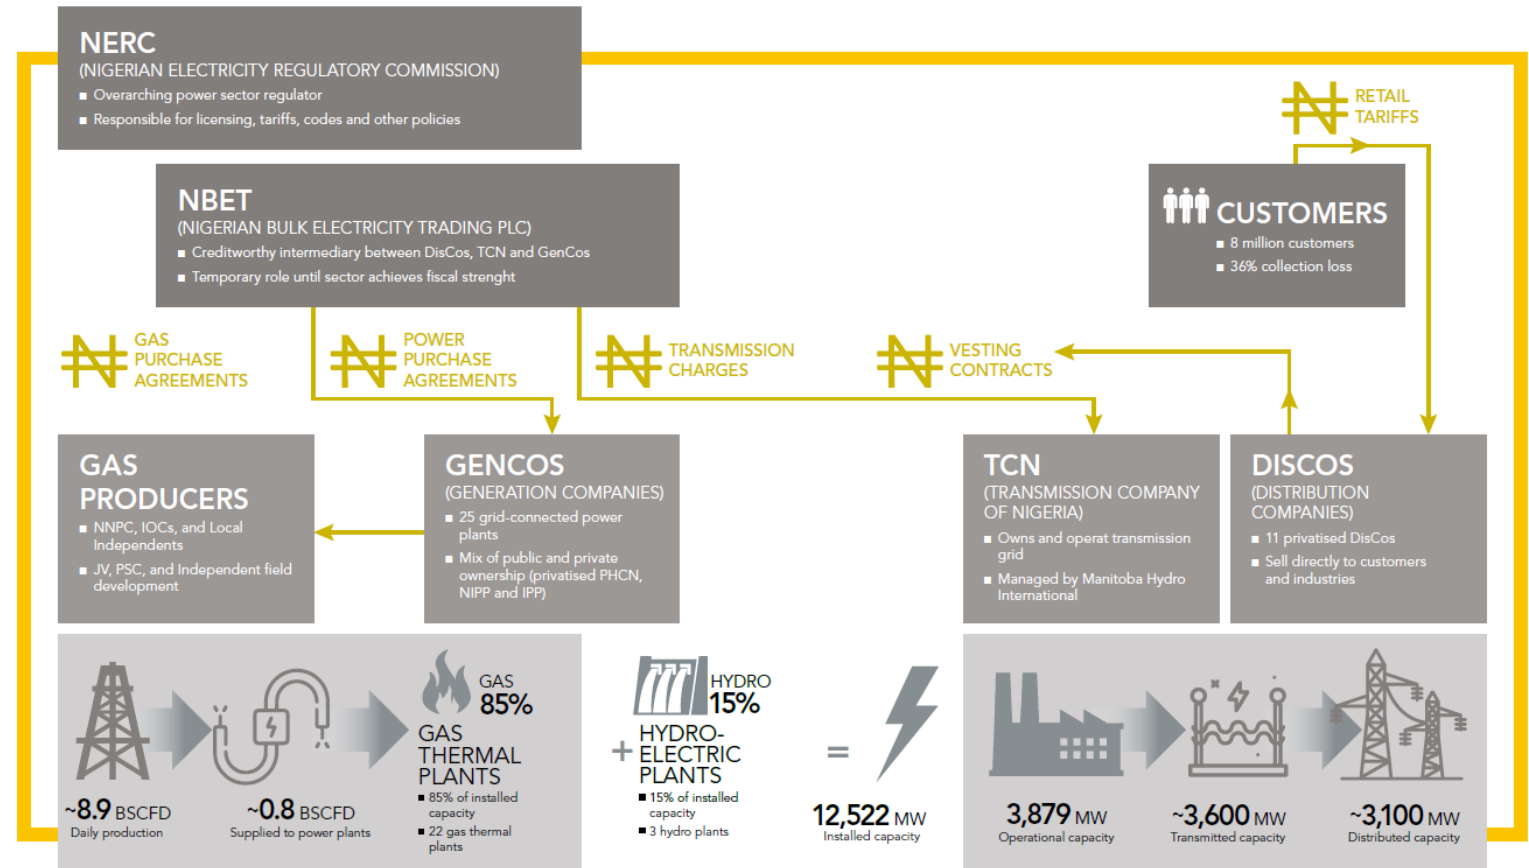 NERC
(NIGERIAN ELECTRICITY REGULATORY COMMISSION)
■ Overarching power sector regulator
■ Responsible for licensing, tariffs, codes and other policies
₦ RETAIL
TARIFFS
NBET
(NIGERIAN BULK ELECTRICITY TRADING PLC)
■ Creditworthy intermediary between DisCos, TCN and GenCos
■ Temporary role until sector achieves fiscal strenght
CUSTOMERS
■ 8 million customers
■ 36% collection loss
₦ GAS
PURCHASE
AGREEMENTS
₦ POWER
PURCHASE
AGREEMENTS
₦ TRANSMISSION
CHARGES
₦ VESTING
CONTRACTS
GAS
PRODUCERS
■ NNPC, IOCs, and Local
Independents
■ JV, PSC, and Independent field
development
GENCOS
(GENERATION COMPANIES)
■ 25 grid-connected power
plants
■ Mix of public and private
ownership (privatised PHCN,
NIPP and IPP)
TCN
(TRANSMISSION COMPANY
OF NIGERIA)
■ Owns and operat transmission
grid
■ Managed by Manitoba Hydro
International
DISCOS
(DISTRIBUTION
COMPANIES)
■ 11 privatised DisCos
■ Sell directly to customers
and industries
~8.9 BSCFD
Daily production
~0.8 BSCFD
Supplied to power plants
GAS
85%
GAS
THERMAL
PLANTS
■ 85% of installed
capacity
■ 22 gas thermal
plants
+
HYDRO
15%
HYDRO-
ELECTRIC
PLANTS
■ 15% of installed
capacity
■ 3 hydro plants
=
12,522 MW
Installed capacity
3,879 MW
Operational capacity
~3,600 MW
Transmitted capacity
~3,100 MW
Distributed capacity